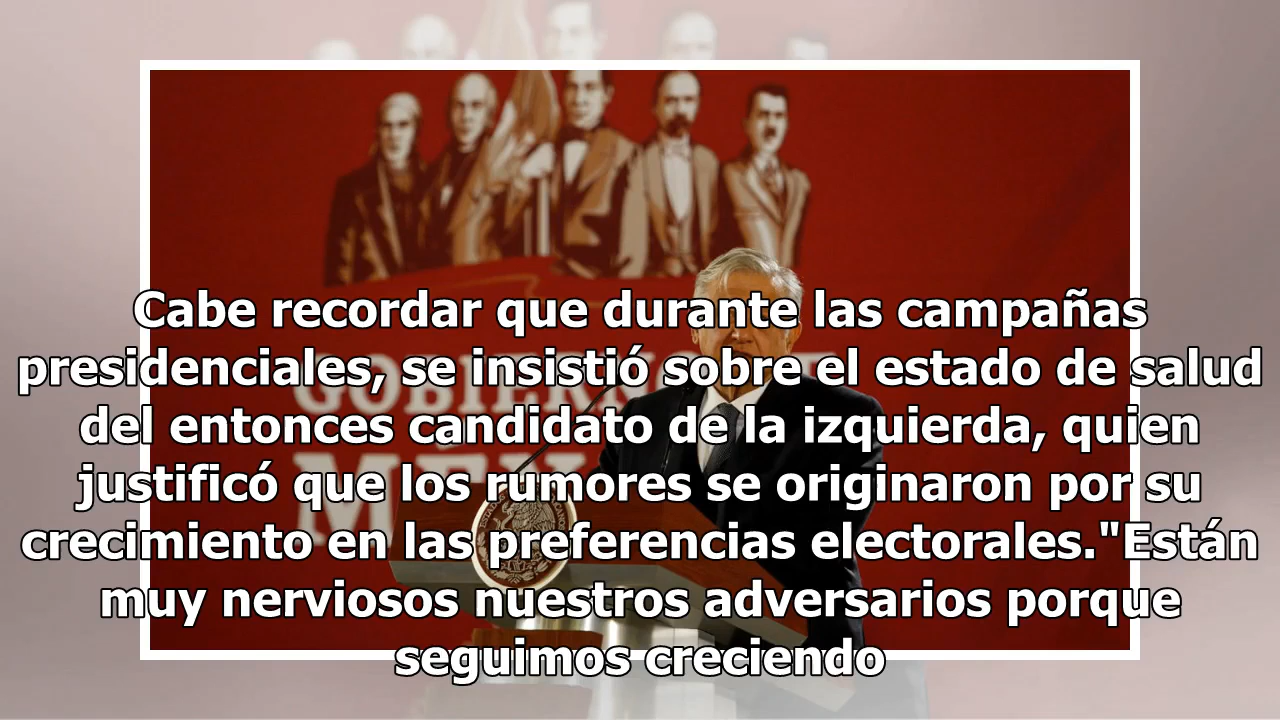 Cabe recordar que durante las campañas
presidenciales, se insistió sobre el estado de salud
del entonces candidato de la izquierda, quien
justificó que los rumores se originaron por su
crecimiento en las preferencias electorales."Están
muy nerviosos nuestros adversarios porque
seguimos creciendo